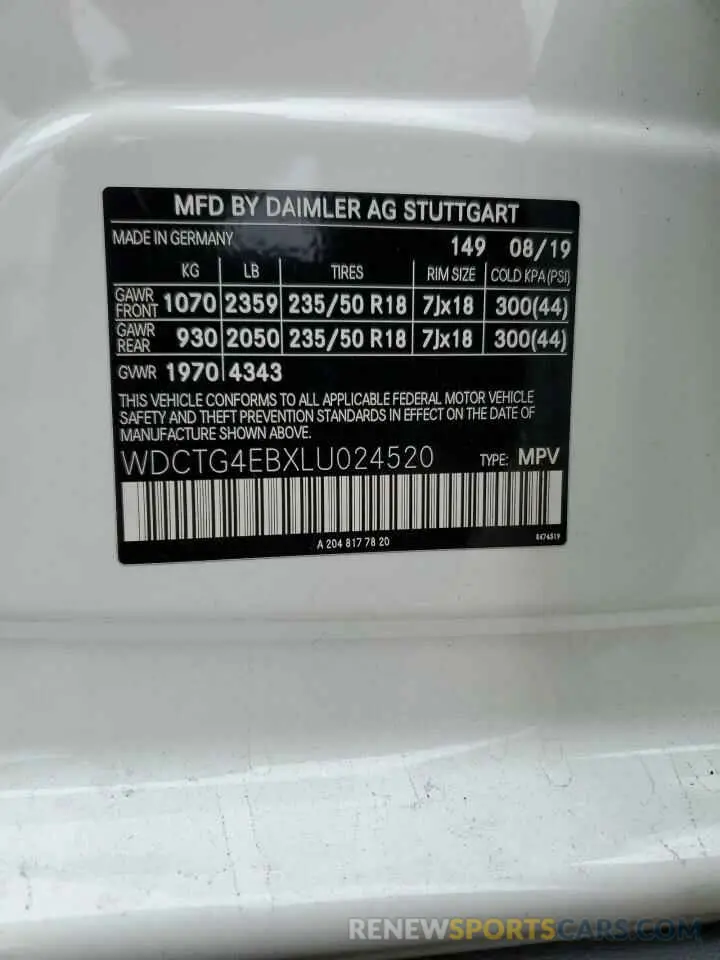 MFD BY DAIMLER AG STUTTGART
MADE IN GERMANY 149 08/19
KG LB TIRES RIM SIZE COLD KPA (PSI)
GAWR FRONT 1070 2359 235/50 R18 7Jx18 300(44)
GAWR REAR 930 2050 235/50 R18 7Jx18 300(44)
GVWR 1970 4343
THIS VEHICLE CONFORMS TO ALL APPLICABLE FEDERAL MOTOR VEHICLE
SAFETY AND THEFT PREVENTION STANDARDS IN EFFECT ON THE DATE OF
MANUFACTURE SHOWN ABOVE.
WDCTG4EBXLU024520 TYPE: MPV
A 204 817 78 20
RENEWSPORTSCARS.COM